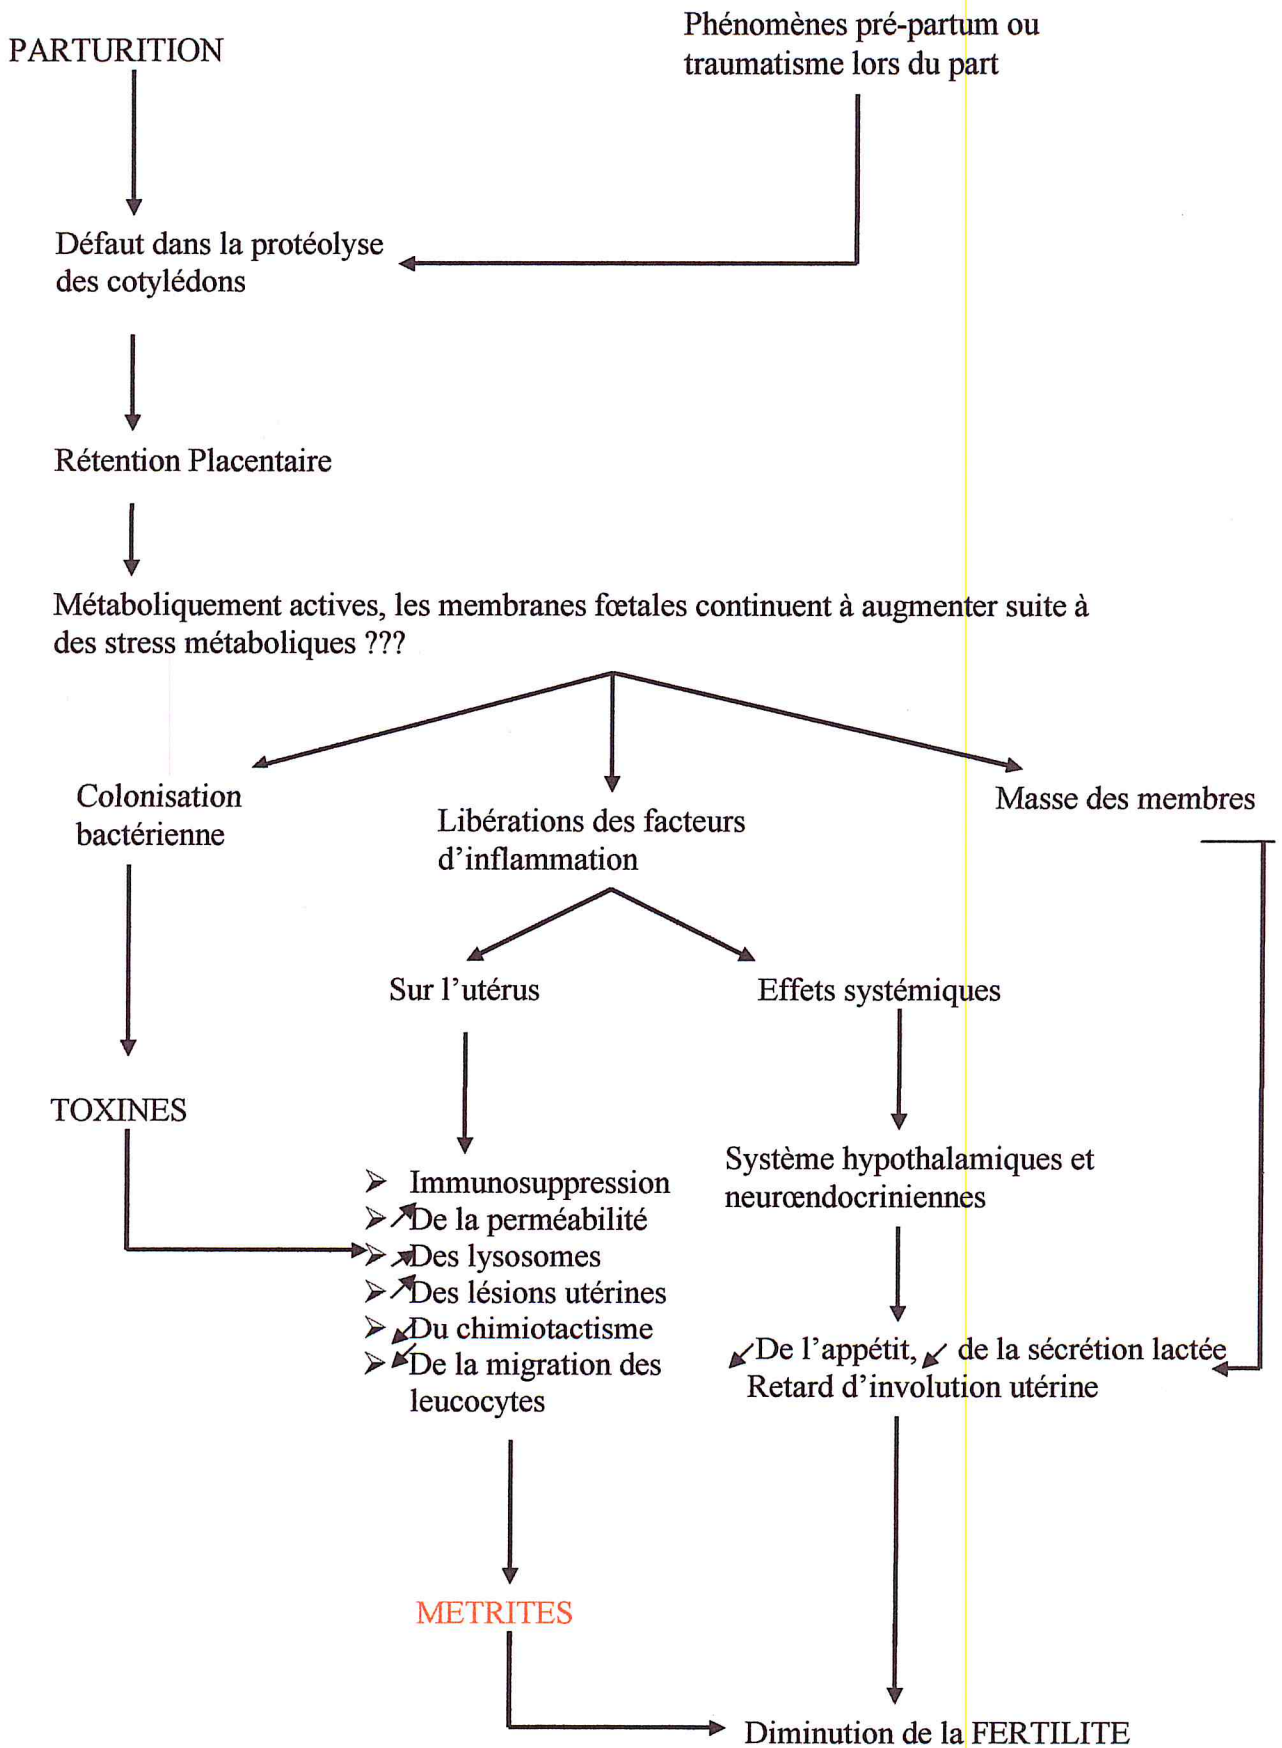 PARTURITION
Phénomènes pré-partum ou
traumatisme lors du part
Défaut dans la protéolyse
des cotylédons
Rétention Placentaire
Métaboliquement actives, les membranes fœtales continuent à augmenter suite à
des stress métaboliques ???
Colonisation
bactérienne
Libérations des facteurs
d’inflammation
Masse des membres
Sur l’utérus
Effets systémiques
TOXINES
Système hypothalamiques et
neurœndocriniennes
➢ Immunosuppression
➢ ↗De la perméabilité
➢ ↗Des lysosomes
➢ ↗Des lésions utérines
➢ ↙Du chimiotactisme
➢ ↙De la migration des
leucocytes
↙De l’appétit, ↙ de la sécrétion lactée
Retard d’involution utérine
METRITES
Diminution de la FERTILITE